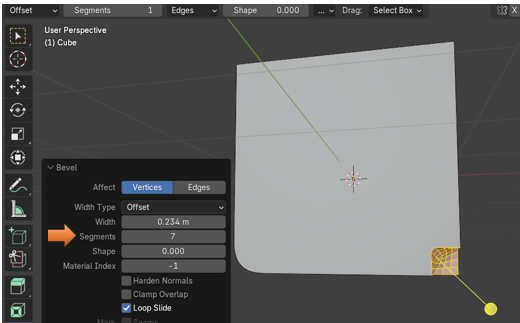 Offset Segments 1 Edges Shape 0.000 ... Drag: Select Box X
User Perspective
(1) Cube
Bevel
Affect Vertices Edges
Width Type Offset
Width 0.234 m
Segments 7
Shape 0.000
Material Index -1
Harden Normals
Clamp Overlap
Loop Slide
Mark Seams